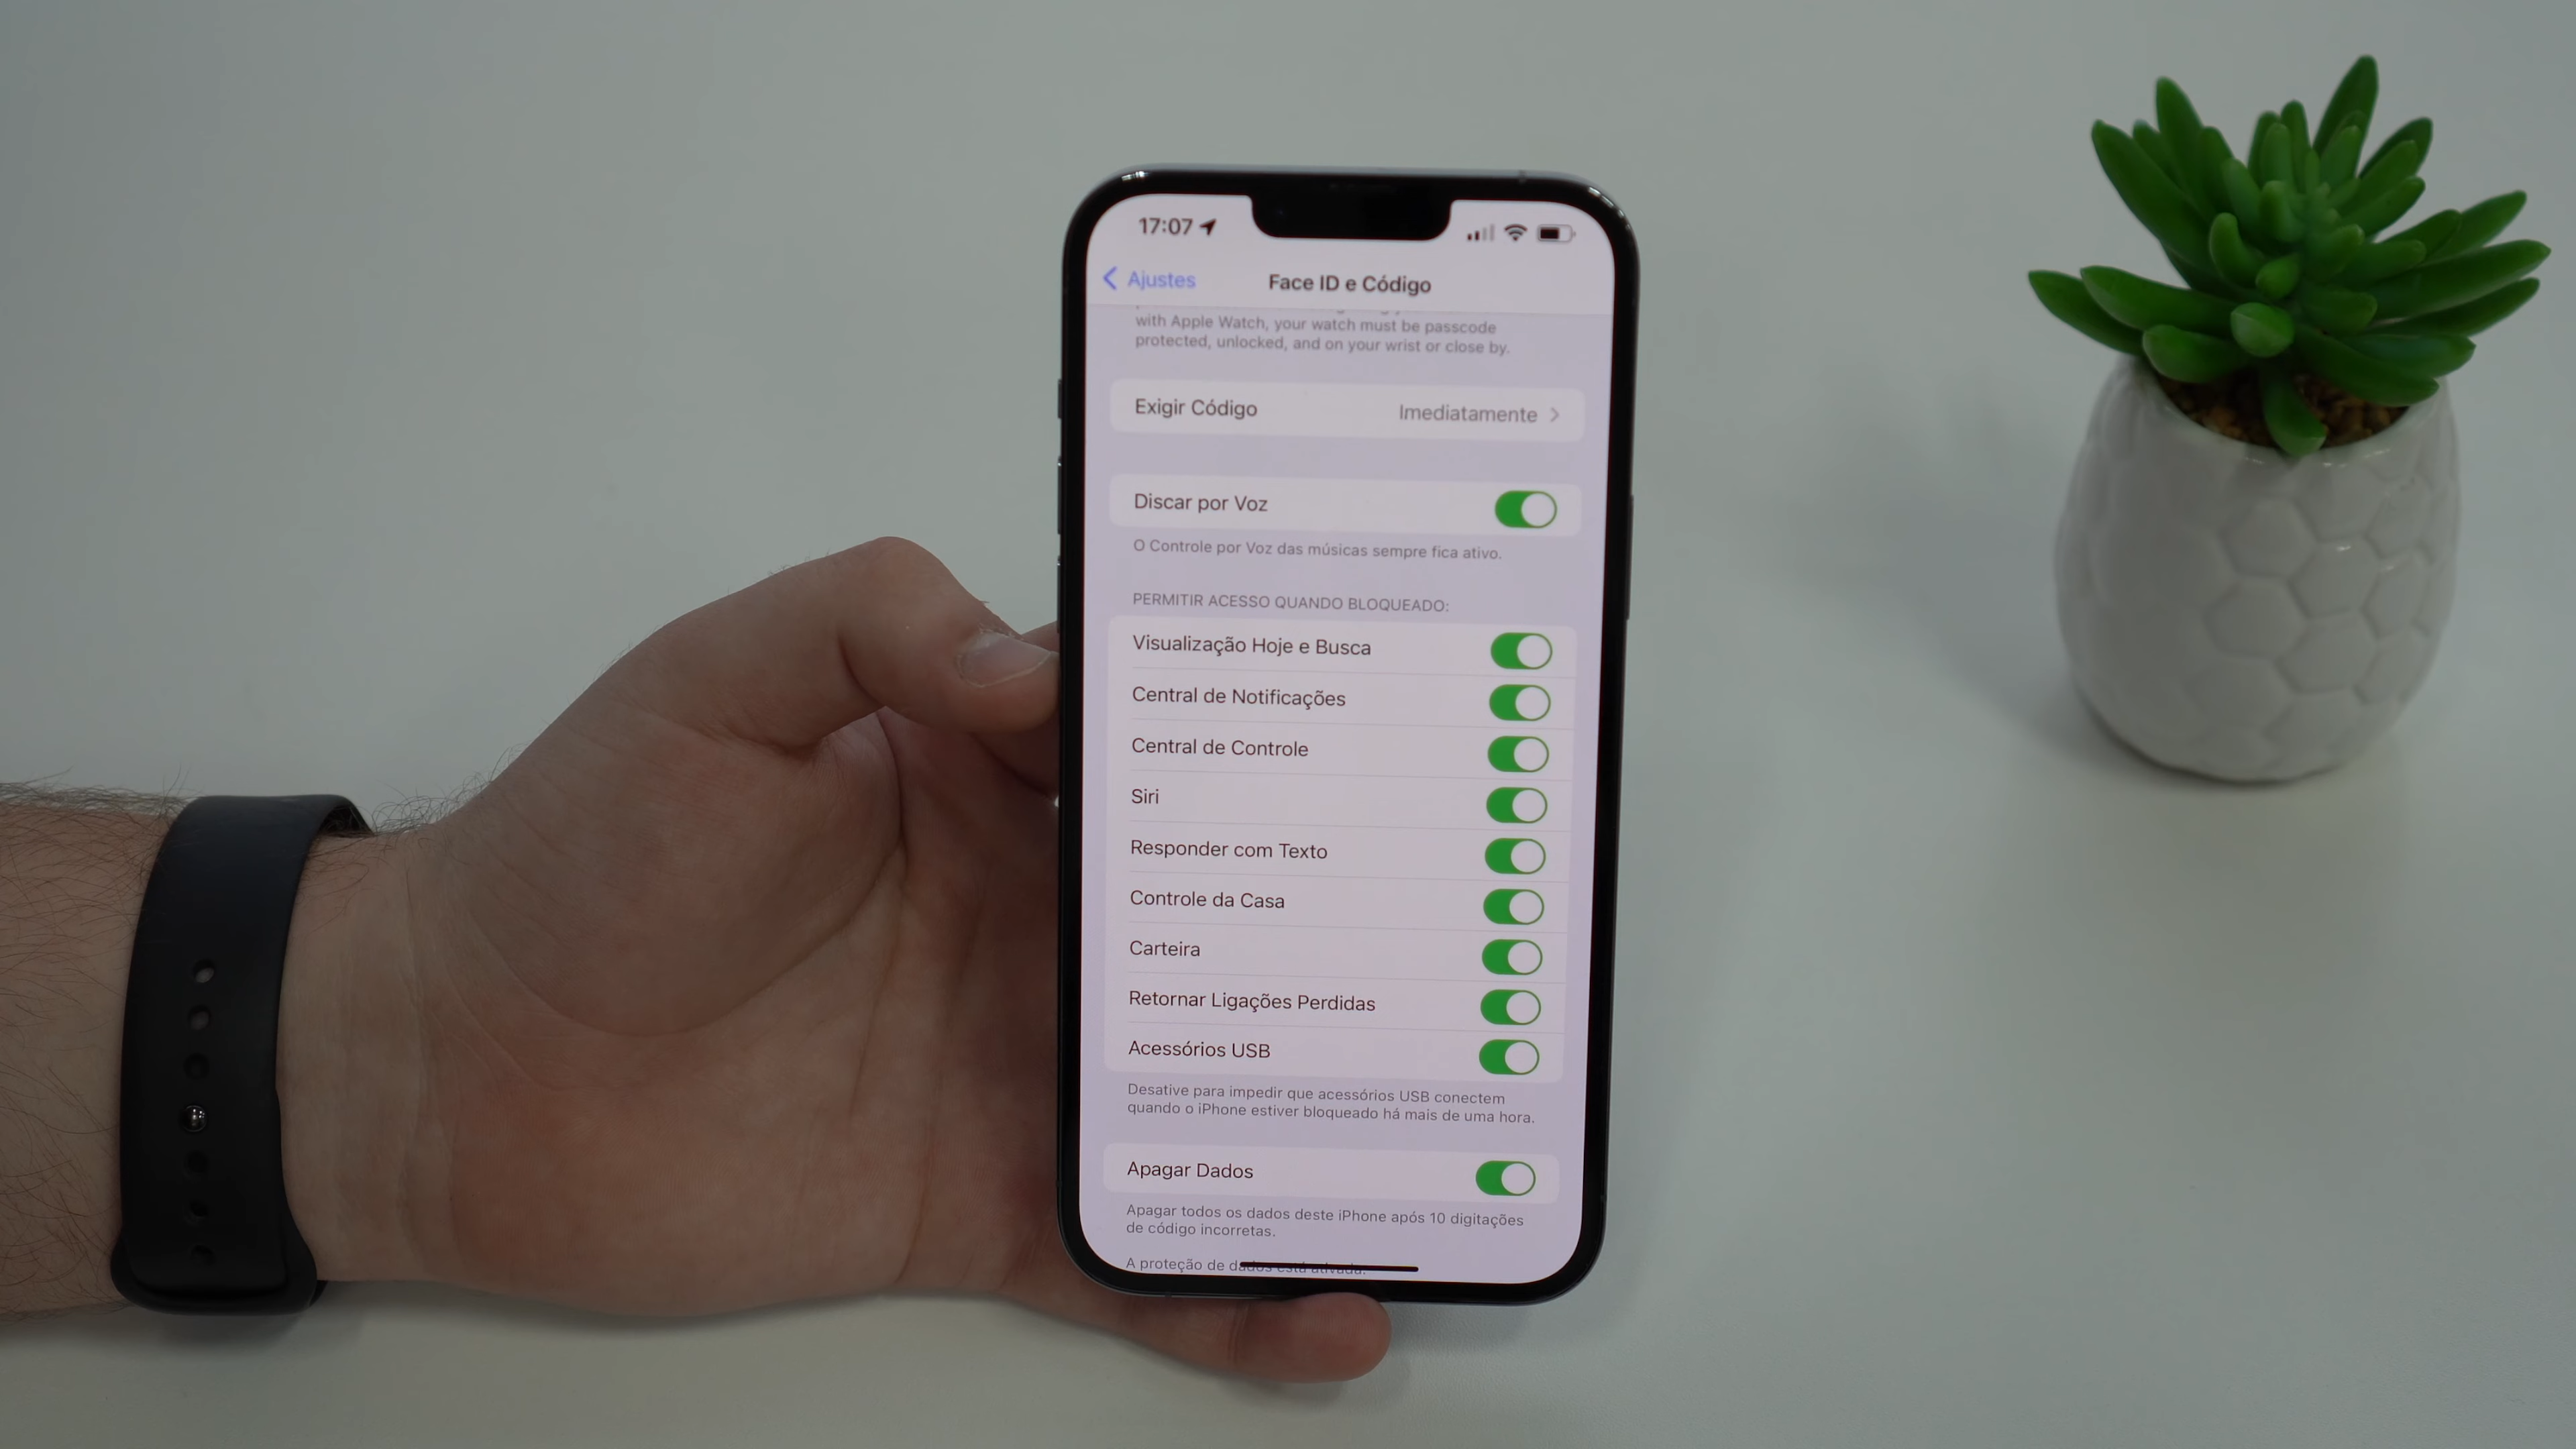 17:07
Ajustes
Face ID e Código
with Apple Watch, your watch must be passcode
protected, unlocked, and on your wrist or close by.
Exigir Código
Imediatamente
Discar por Voz
O Controle por Voz das músicas sempre fica ativo.
PERMITIR ACESSO QUANDO BLOQUEADO:
Visualização Hoje e Busca
Central de Notificações
Central de Controle
Siri
Responder com Texto
Controle da Casa
Carteira
Retornar Ligações Perdidas
Acessórios USB
Desative para impedir que acessórios USB conectem
quando o iPhone estiver bloqueado há mais de uma hora.
Apagar Dados
Apagar todos os dados deste iPhone após 10 digitações
de código incorretas.
A proteção de dados está ativada.